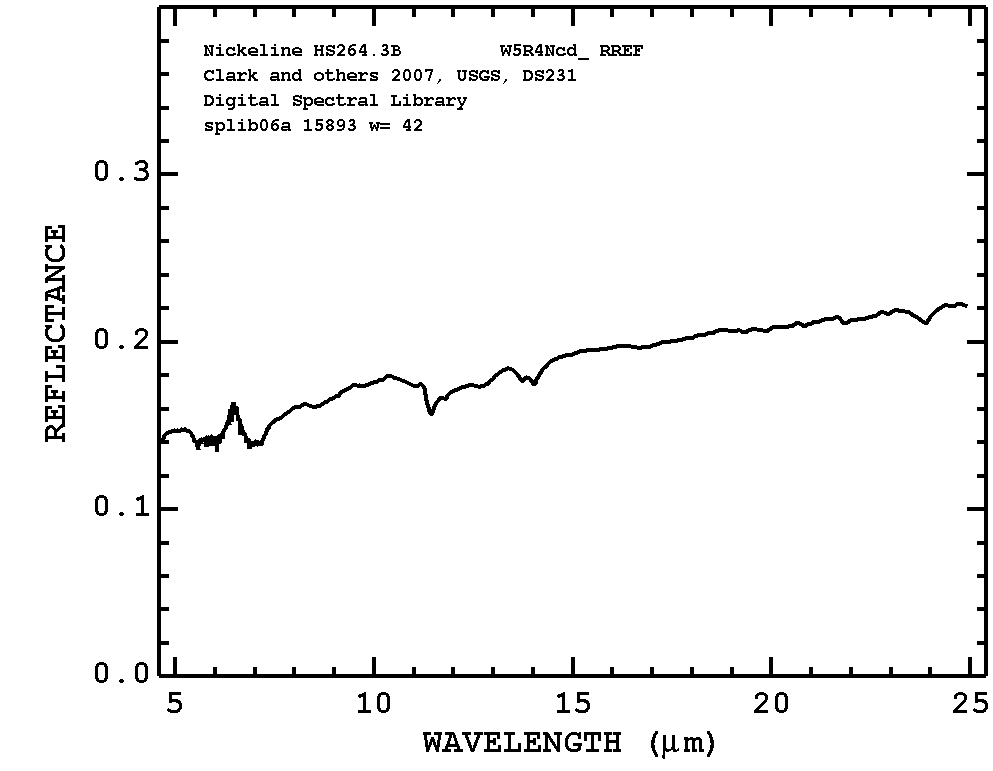 Nickeline HS264.3B W5R4Ncd_ RREF
Clark and others 2007, USGS, DS231
Digital Spectral Library
splib06a 15893 w= 42
0.3
0.2
0.1
0.0
REFLECTANCE
5 10 15 20 25
WAVELENGTH (μm)